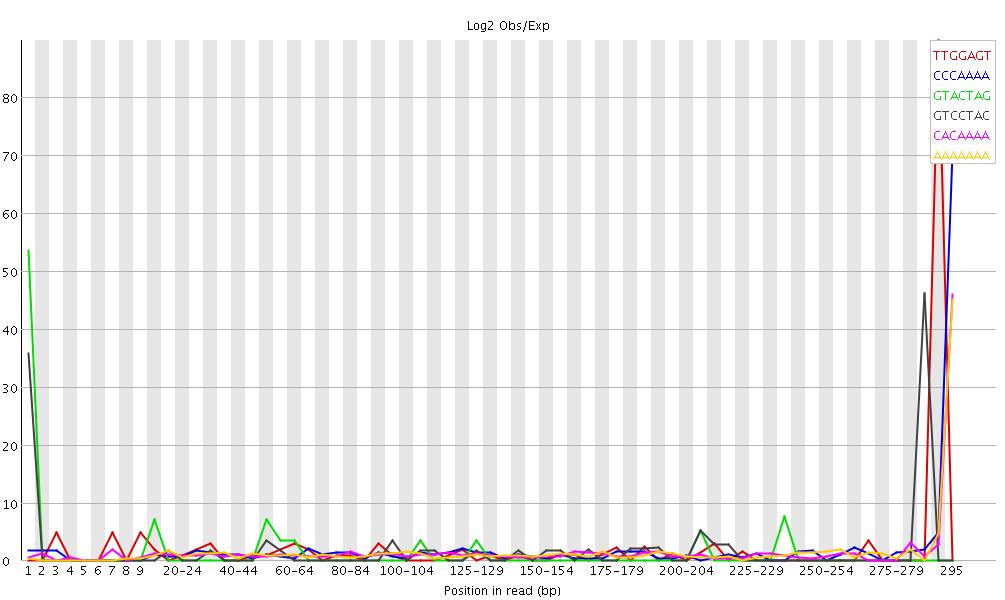 Log2 Obs/Exp
TTGGAGT
CCCAAAA
GTACTAG
GTCCTAC
CACAAAA
AAAAAAA
80
70
60
50
40
30
20
10
0
1 2 3 4 5 6 7 8 9 20-24 40-44 60-64 80-84 100-104 125-129 150-154 175-179 200-204 225-229 250-254 275-279 295
Position in read (bp)